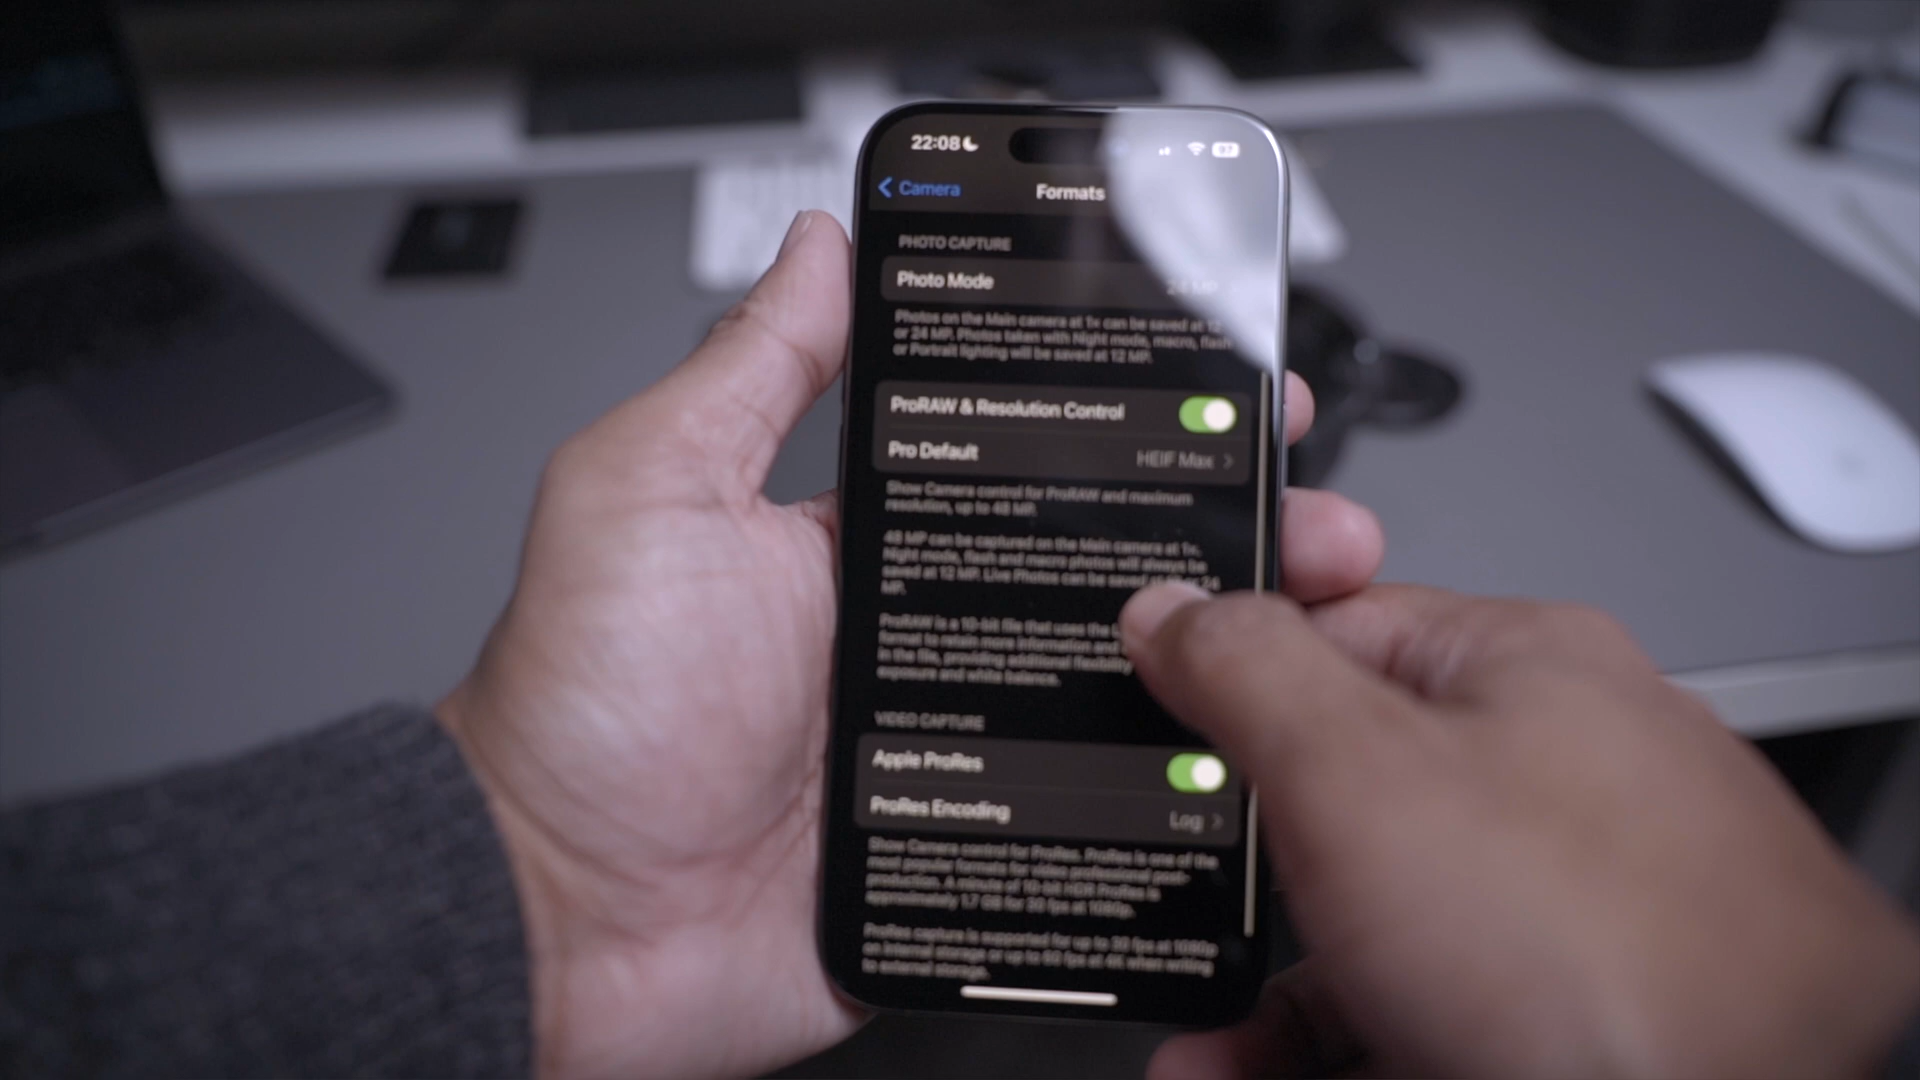 22:08
97
Camera
Formats
PHOTO CAPTURE
Photo Mode
24 MP
Photos on the Main camera at 1x can be saved at 12
or 24 MP. Photos taken with Night mode, macro, flash
or Portrait lighting will be saved at 12 MP.
ProRAW & Resolution Control
Pro Default
HEIF Max
Show Camera control for ProRAW and maximum
resolution, up to 48 MP.
48 MP can be captured on the Main camera at 1x.
Night mode, flash and macro photos will always be
saved at 12 MP. Live Photos can be saved at 24
MP.
ProRAW is a 10-bit file that uses the
format to retain more information and
in the file, providing additional flexibility
exposure and white balance.
VIDEO CAPTURE
Apple ProRes
ProRes Encoding
Log
Show Camera control for ProRes. ProRes is one of the
most popular formats for video professional post-
production. A minute of 10-bit HDR ProRes is
approximately 1.7 GB for 30 fps at 1080p.
ProRes capture is supported for up to 30 fps at 1080p
on internal storage or up to 60 fps at 4K when writing
to external storage.